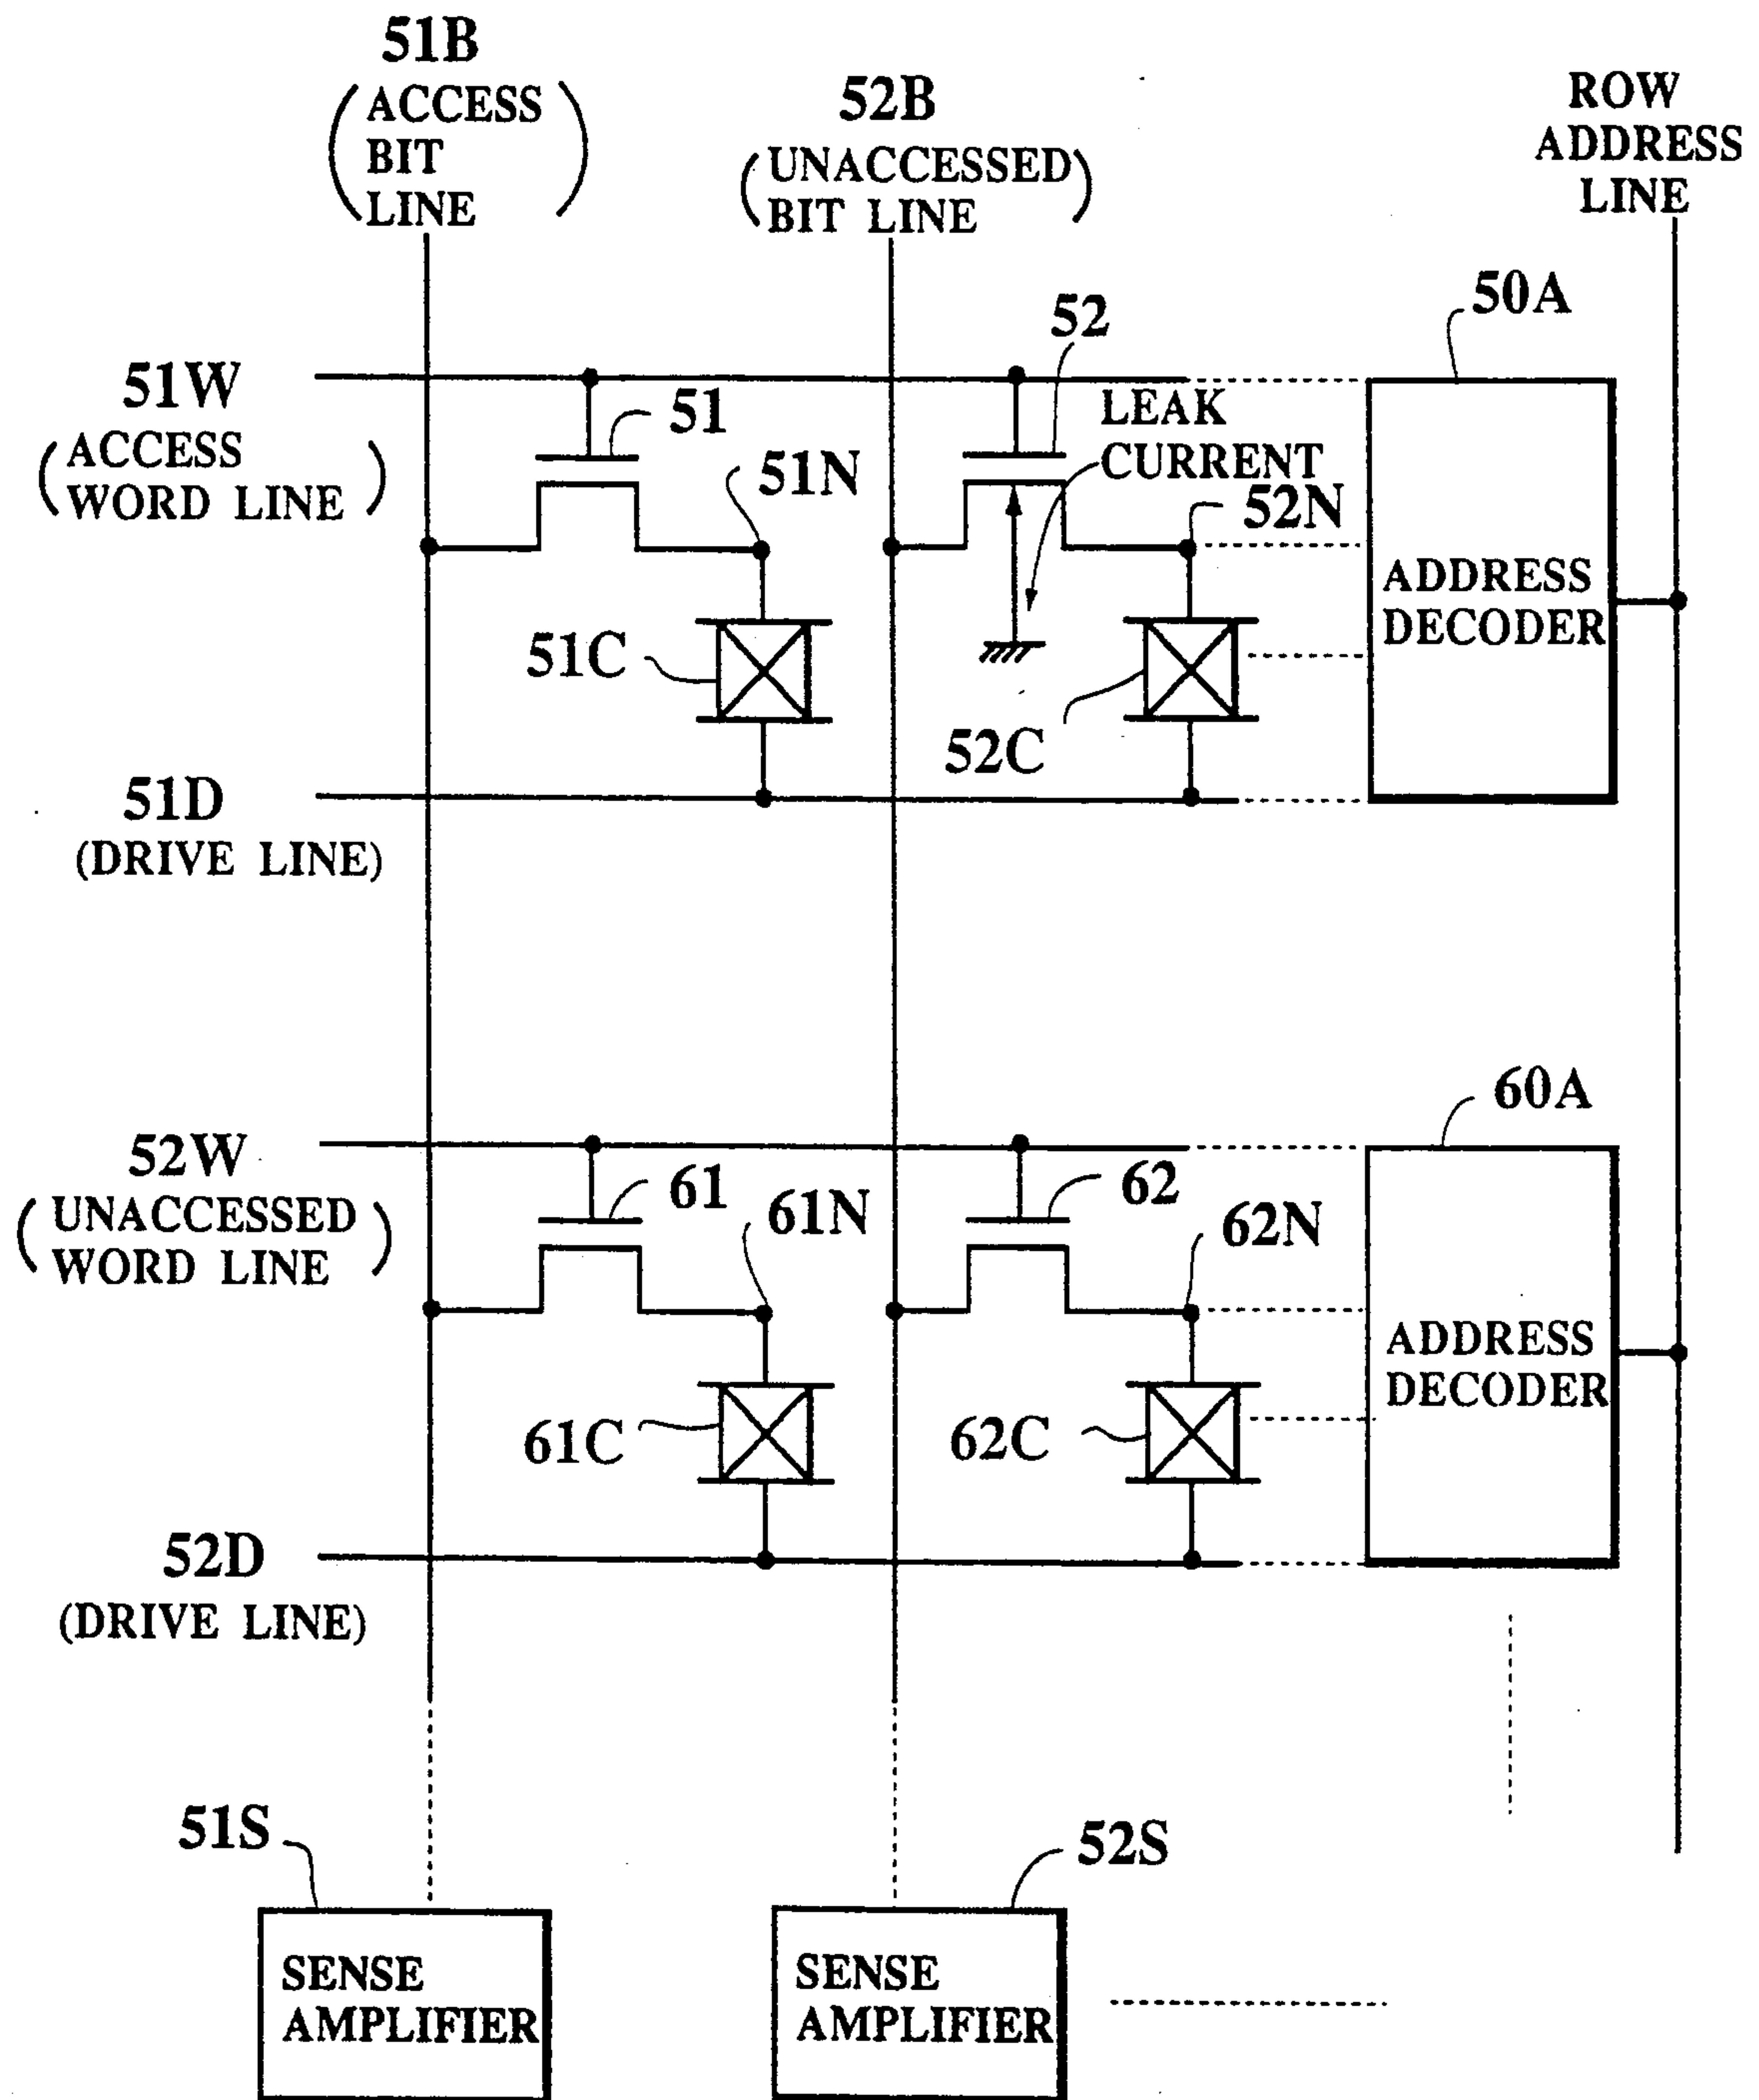 51B
(ACCESS
BIT
LINE)
52B
(UNACCESSED
BIT LINE)
ROW
ADDRESS
LINE
50A
52
51W
(ACCESS
WORD LINE)
51
LEAK
CURRENT
51N
52N
ADDRESS
DECODER
51C
52C
51D
(DRIVE LINE)
60A
52W
(UNACCESSED
WORD LINE)
61
61N
62
62N
ADDRESS
DECODER
61C
62C
52D
(DRIVE LINE)
51S
52S
SENSE
AMPLIFIER
SENSE
AMPLIFIER